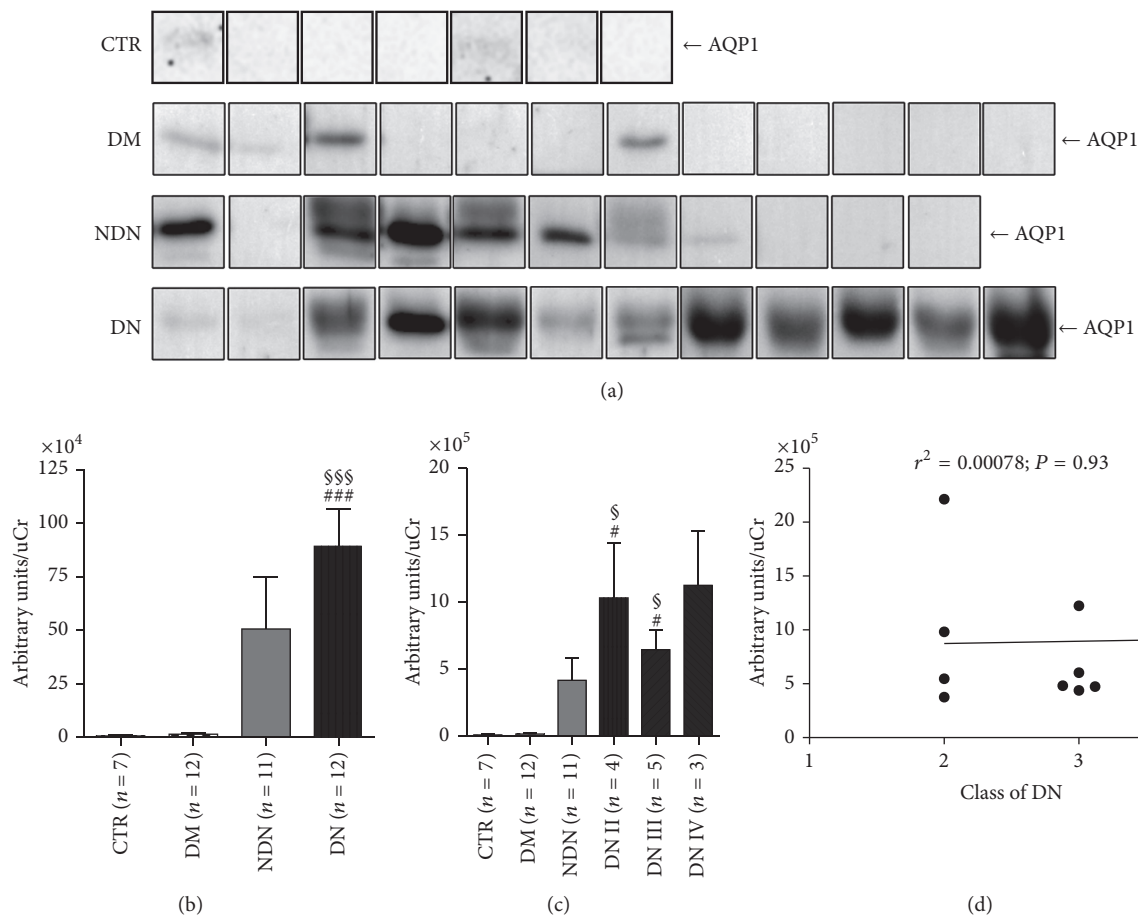 CTR ← AQP1
DM ← AQP1
NDN ← AQP1
DN ← AQP1
(a)
×10⁴
125
100
75
50
25
0
Arbitrary units/uCr
§§§
###
CTR (n = 7)
DM (n = 12)
NDN (n = 11)
DN (n = 12)
(b)
×10⁵
20
15
10
5
0
Arbitrary units/uCr
§
#
§
#
CTR (n = 7)
DM (n = 12)
NDN (n = 11)
DN II (n = 4)
DN III (n = 5)
DN IV (n = 3)
(c)
×10⁵
25
20
15
10
5
0
Arbitrary units/uCr
r² = 0.00078; P = 0.93
1 2 3
Class of DN
(d)